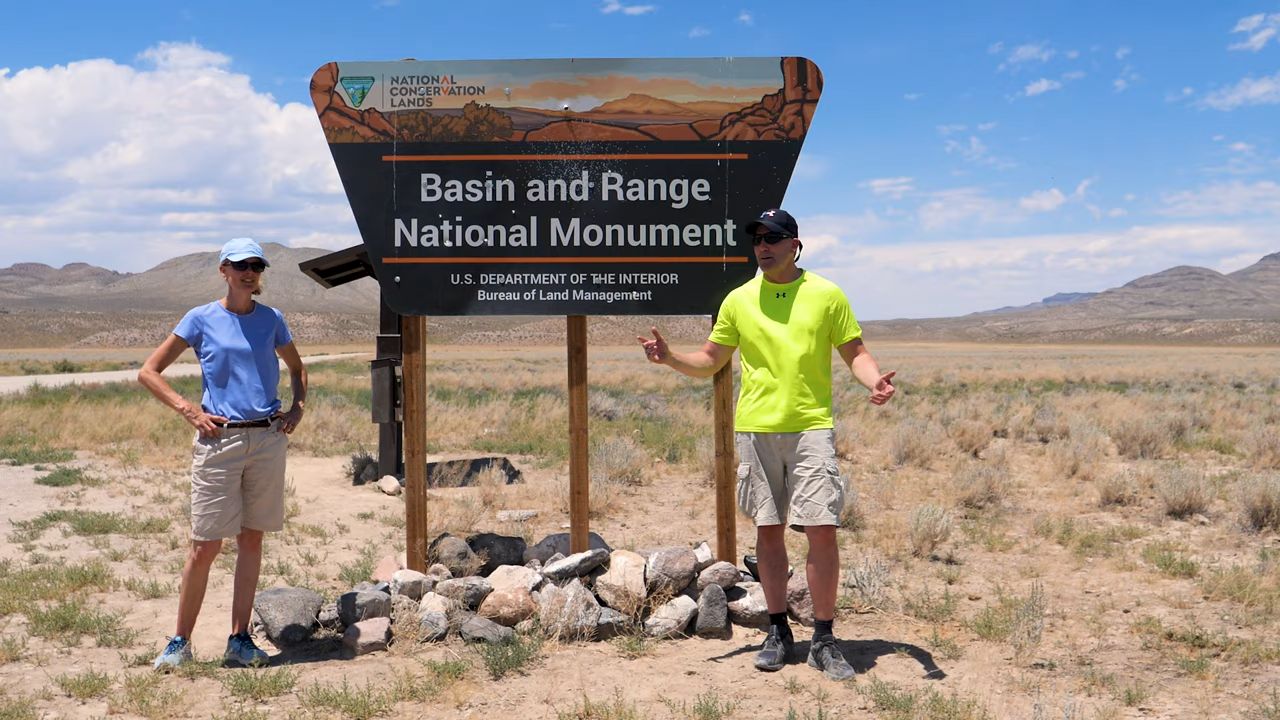 NATIONAL
CONSERVATION
LANDS
Basin and Range
National Monument
U.S. DEPARTMENT OF THE INTERIOR
Bureau of Land Management